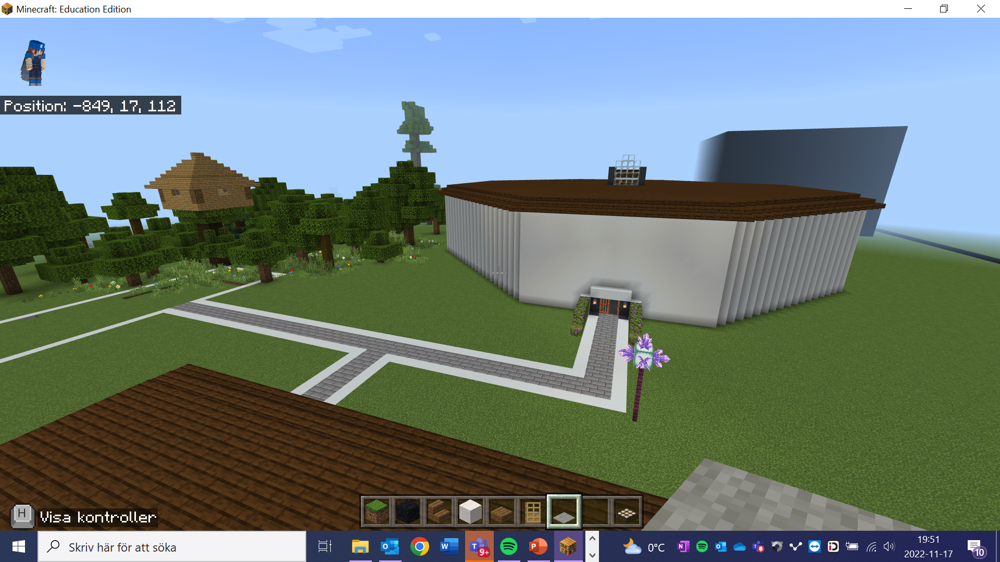 Minecraft: Education Edition
Position: -849, 17, 112
H
Visa kontroller
Skriv här för att söka
9+
0°C
19:51
2022-11-17
10